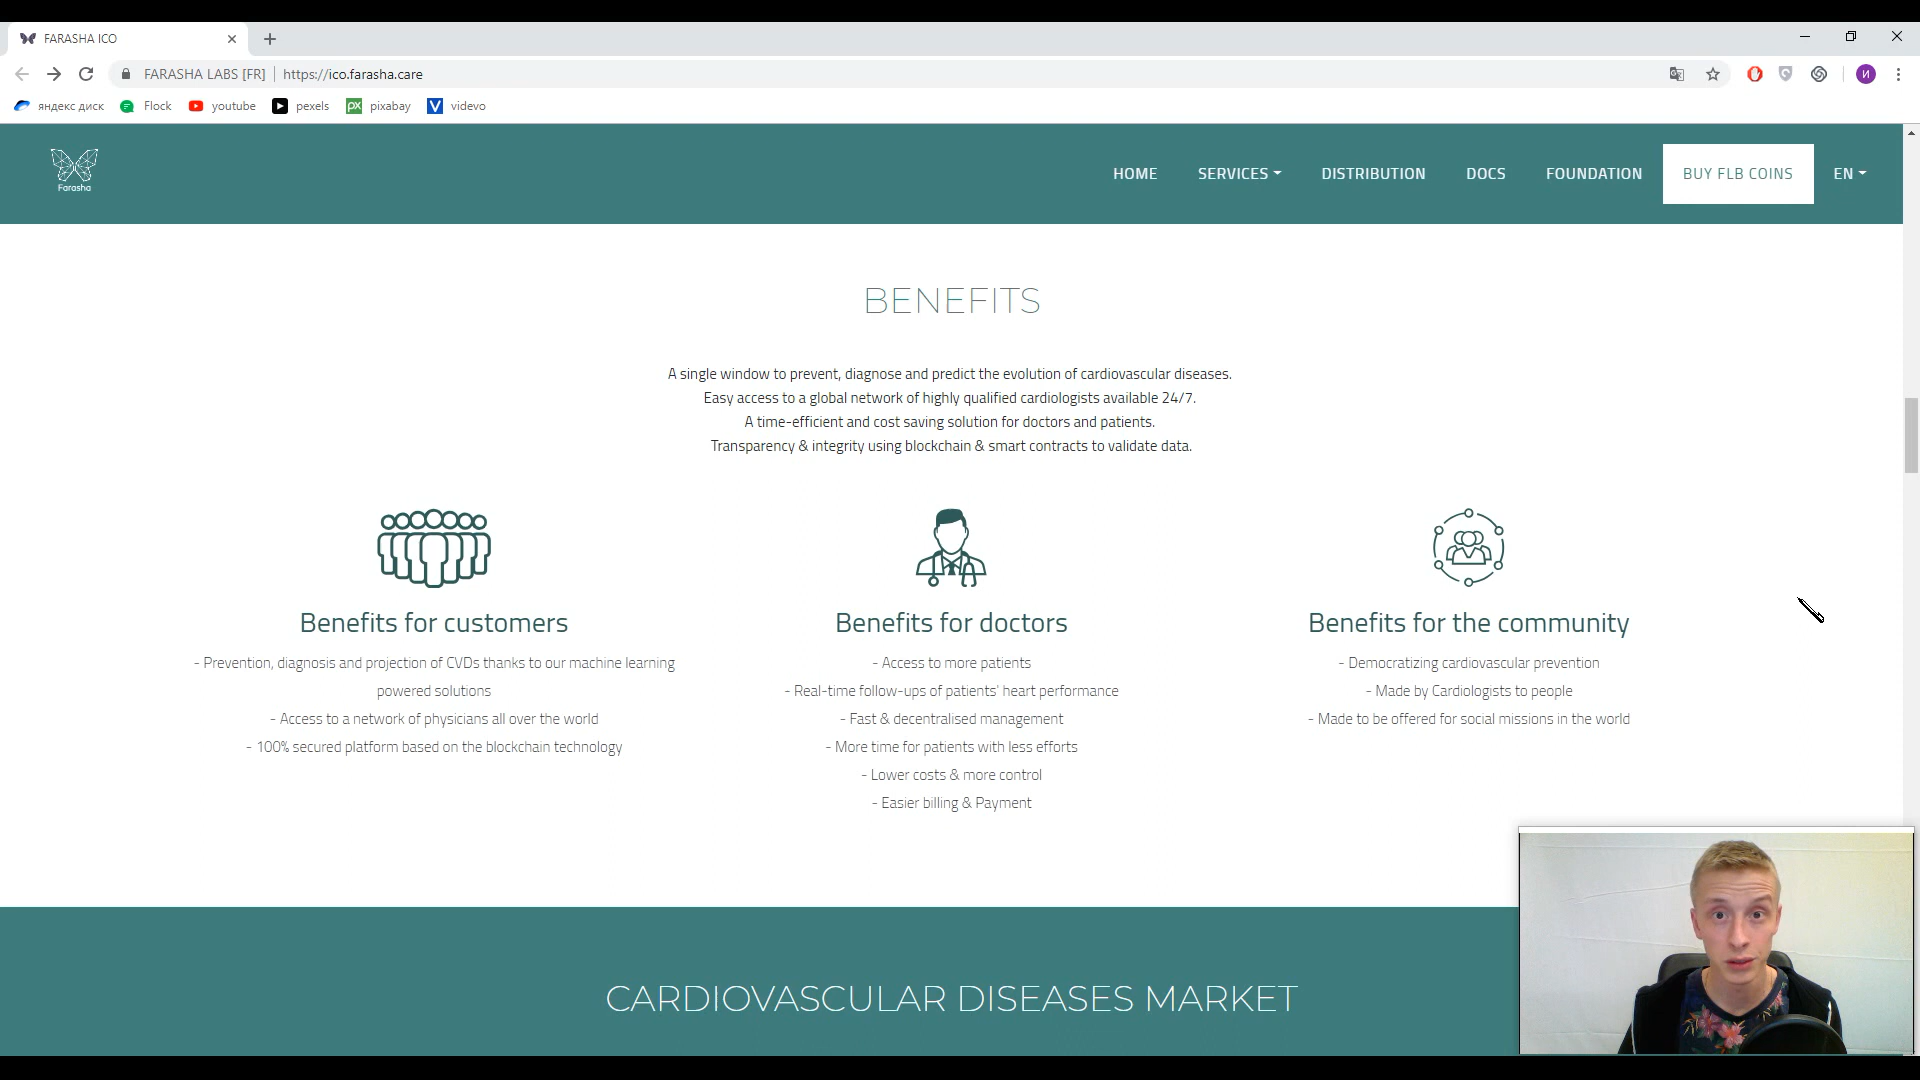 FARASHA ICO
FARASHA LABS [FR]
https://ico.farasha.care
И
яндекс диск
Flock
youtube
pexels
px
pixabay
V
videvo
Farasha
HOME
SERVICES
DISTRIBUTION
DOCS
FOUNDATION
BUY FLB COINS
EN
BENEFITS
A single window to prevent, diagnose and predict the evolution of cardiovascular diseases.
Easy access to a global network of highly qualified cardiologists available 24/7.
A time-efficient and cost saving solution for doctors and patients.
Transparency & integrity using blockchain & smart contracts to validate data.
Benefits for customers
- Prevention, diagnosis and projection of CVDs thanks to our machine learning
powered solutions
- Access to a network of physicians all over the world
- 100% secured platform based on the blockchain technology
Benefits for doctors
- Access to more patients
- Real-time follow-ups of patients' heart performance
- Fast & decentralised management
- More time for patients with less efforts
- Lower costs & more control
- Easier billing & Payment
Benefits for the community
- Democratizing cardiovascular prevention
- Made by Cardiologists to people
- Made to be offered for social missions in the world
CARDIOVASCULAR DISEASES MARKET